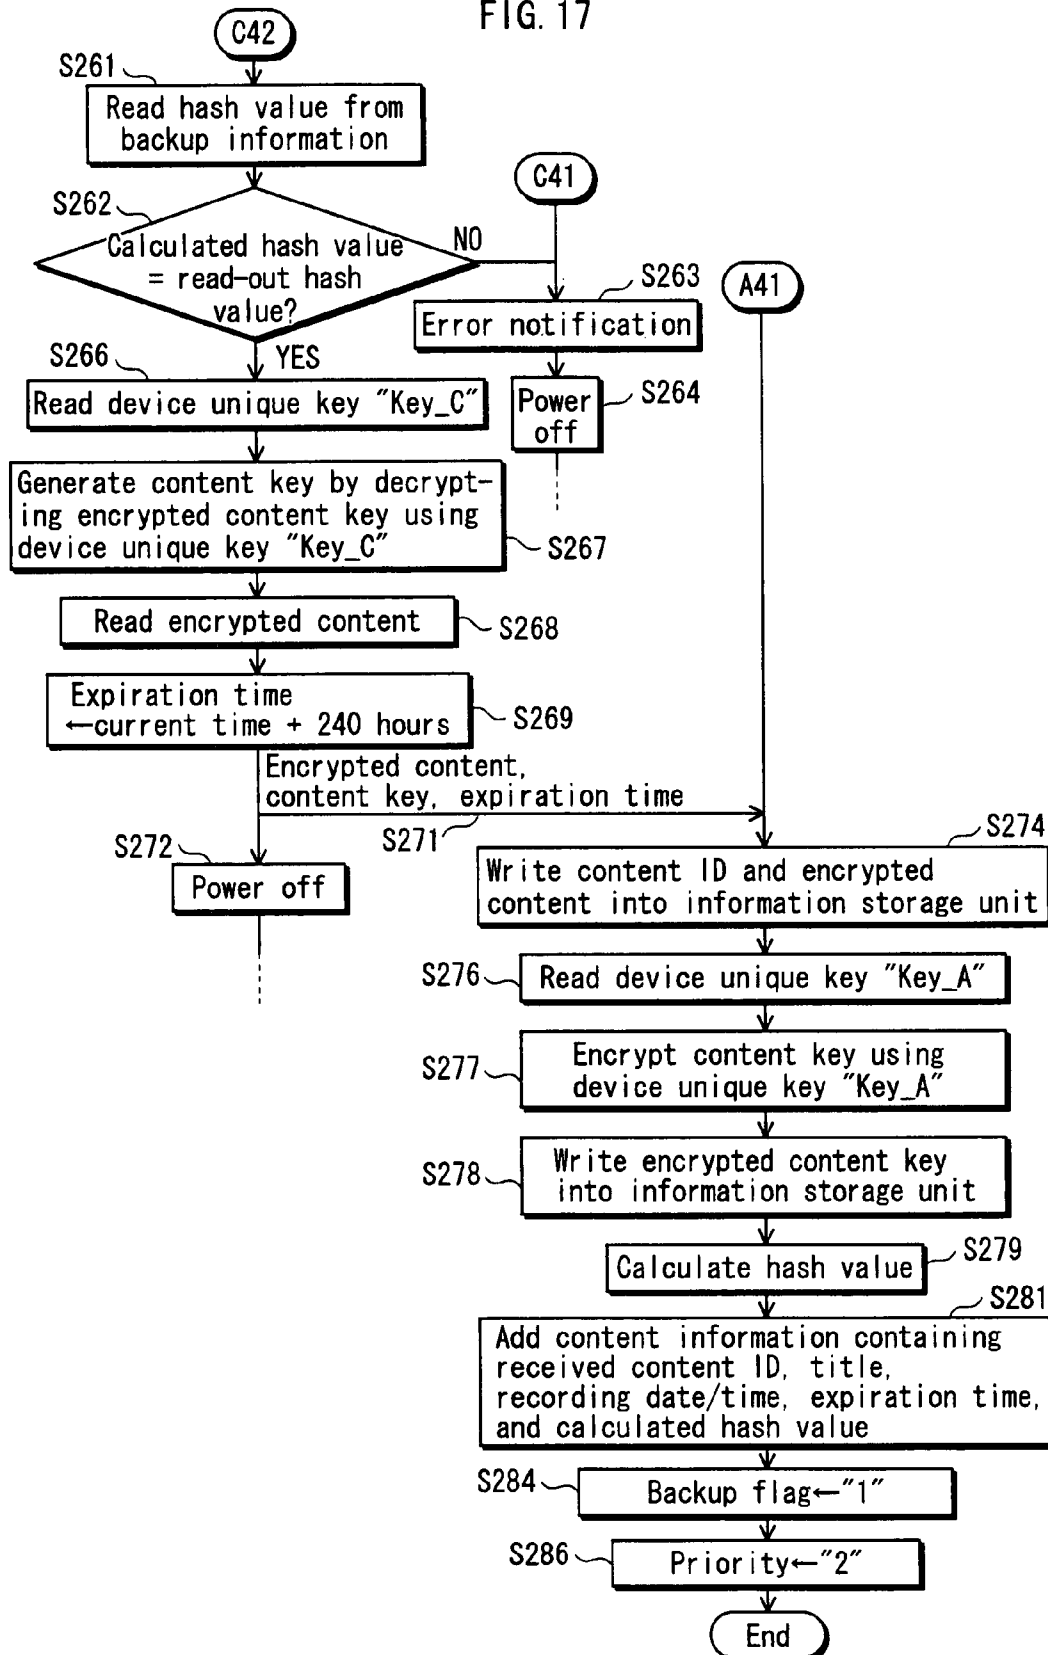 FIG. 17
C42
S261
Read hash value from
backup information
C41
S262
Calculated hash value
= read-out hash
value?
NO
S263
A41
Error notification
YES
S266
Read device unique key "Key_C"
S264
Power
off
Generate content key by decrypt-
ing encrypted content key using
device unique key "Key_C"
S267
Read encrypted content
S268
Expiration time
←current time + 240 hours
S269
Encrypted content,
content key, expiration time
S271
S272
Power off
S274
Write content ID and encrypted
content into information storage unit
S276
Read device unique key "Key_A"
S277
Encrypt content key using
device unique key "Key_A"
S278
Write encrypted content key
into information storage unit
S279
Calculate hash value
S281
Add content information containing
received content ID, title,
recording date/time, expiration time,
and calculated hash value
S284
Backup flag←"1"
S286
Priority←"2"
End